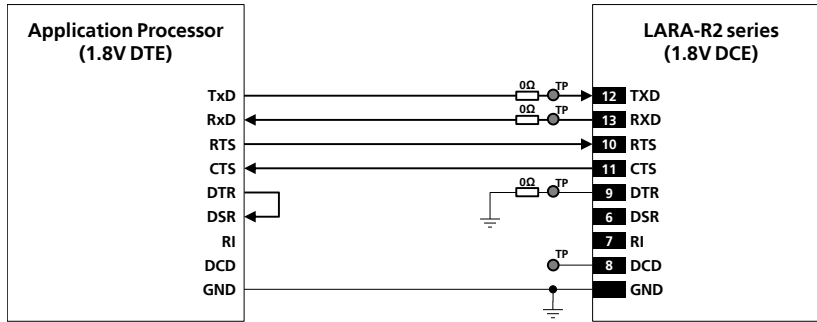 Application Processor
(1.8V DTE)
LARA-R2 series
(1.8V DCE)
TxD 0Ω TP 12 TXD
RxD 0Ω TP 13 RXD
RTS 10 RTS
CTS 11 CTS
DTR 0Ω TP 9 DTR
DSR 6 DSR
RI 7 RI
DCD TP 8 DCD
GND GND